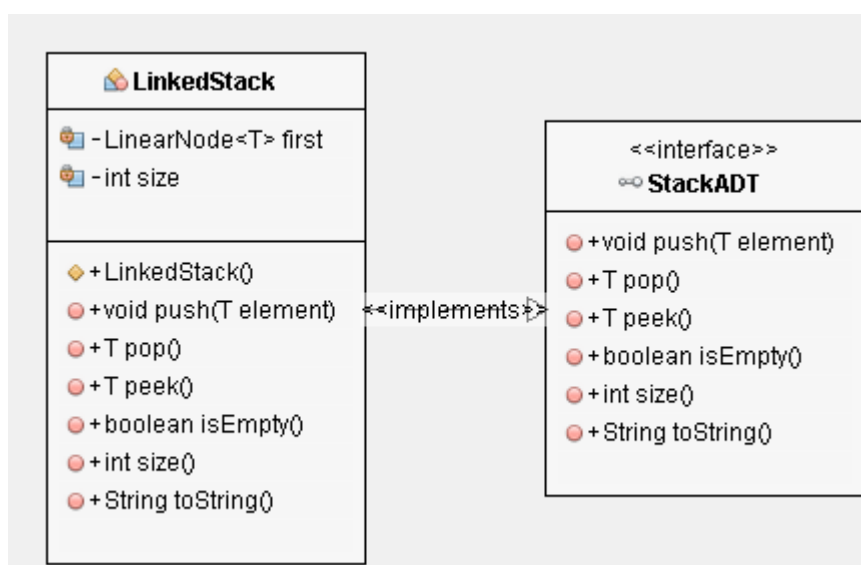 LinkedStack
-LinearNode<T> first
-int size
+LinkedStack()
+void push(T element)
+T pop()
+T peek()
+boolean isEmpty()
+int size()
+String toString()
<<implements>>
<<interface>>
StackADT
+void push(T element)
+T pop()
+T peek()
+boolean isEmpty()
+int size()
+String toString()